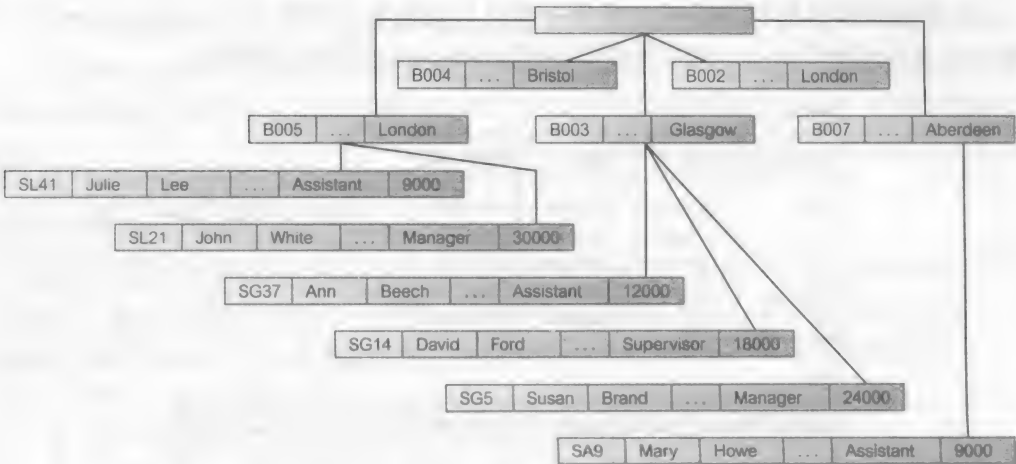 B004 ... Bristol
B002 ... London
B005 ... London
B003 ... Glasgow
B007 ... Aberdeen
SL41 Julie Lee ... Assistant 9000
SL21 John White ... Manager 30000
SG37 Ann Beech ... Assistant 12000
SG14 David Ford ... Supervisor 18000
SG5 Susan Brand ... Manager 24000
SA9 Mary Howe ... Assistant 9000